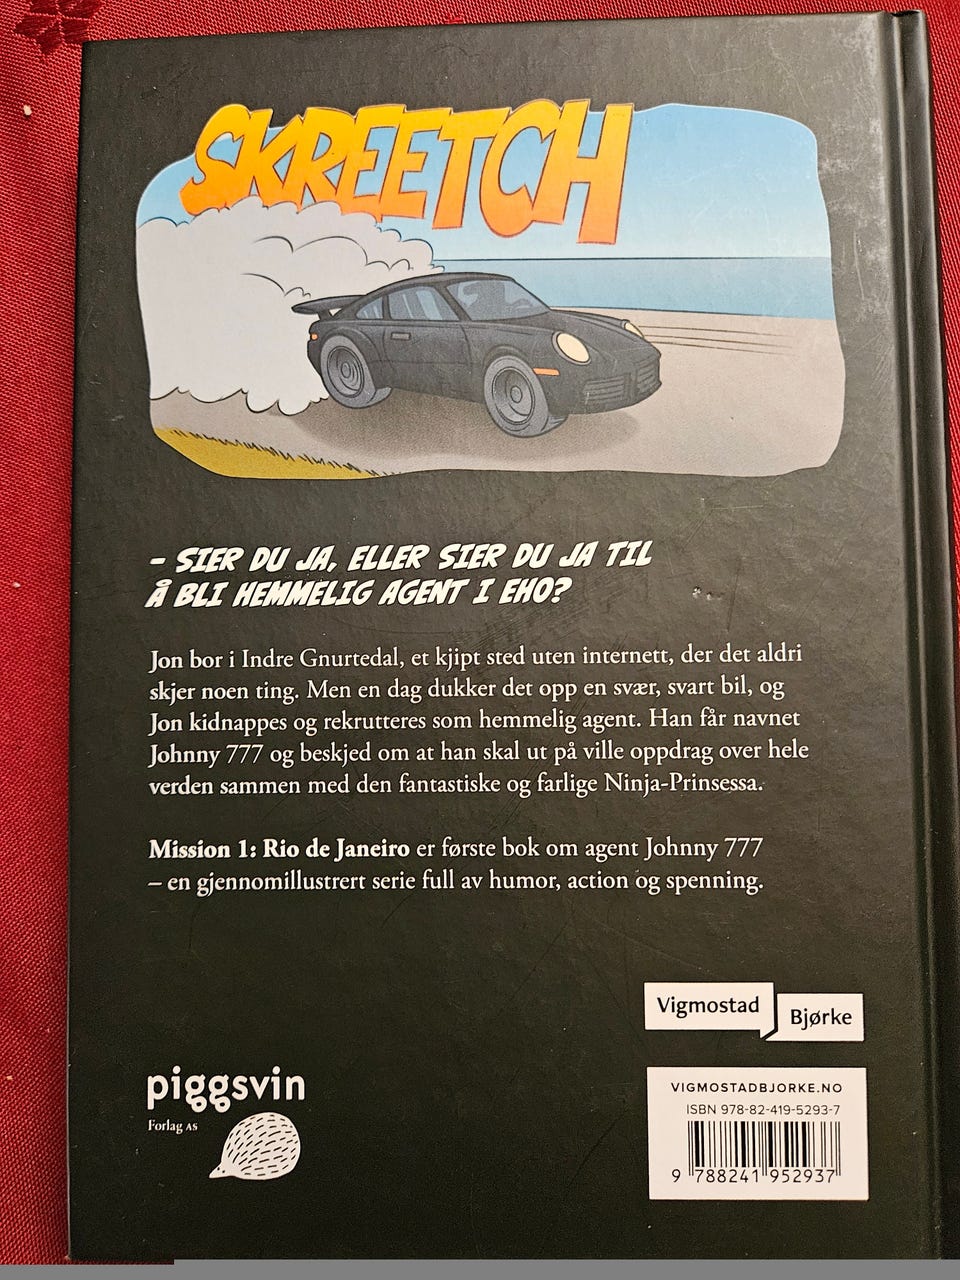 SKREETCH
– SIER DU JA, ELLER SIER DU JA TIL
Å BLI HEMMELIG AGENT I EHO?
Jon bor i Indre Gnurtedal, et kjipt sted uten internett, der det aldri
skjer noen ting. Men en dag dukker det opp en svær, svart bil, og
Jon kidnappes og rekrutteres som hemmelig agent. Han får navnet
Johnny 777 og beskjed om at han skal ut på ville oppdrag over hele
verden sammen med den fantastiske og farlige Ninja-Prinsessa.
Mission 1: Rio de Janeiro er første bok om agent Johnny 777
– en gjennomillustrert serie full av humor, action og spenning.
Vigmostad
Bjørke
piggsvin
Forlag AS
VIGMOSTADBJORKE.NO
ISBN 978-82-419-5293-7
9 788241 952937